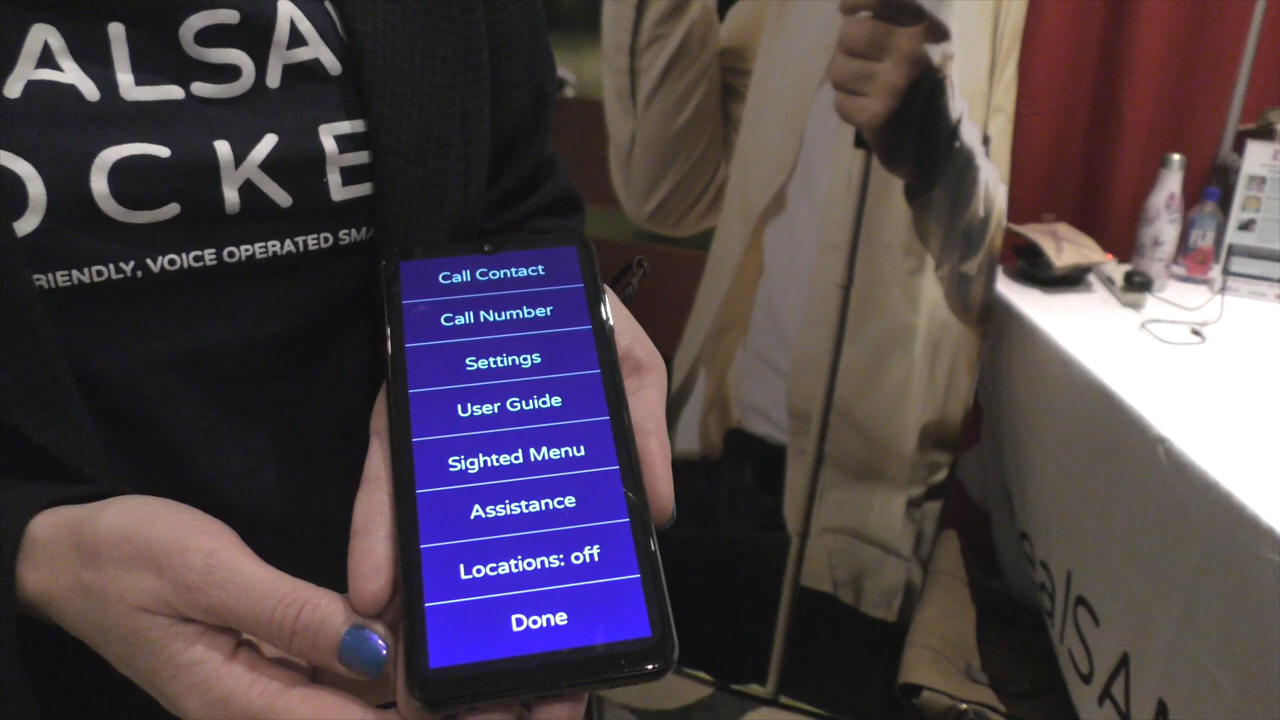 ALSA
OCKE
RIENDLY, VOICE OPERATED SMA
Call Contact
Call Number
Settings
User Guide
Sighted Menu
Assistance
Locations: off
Done
alSA